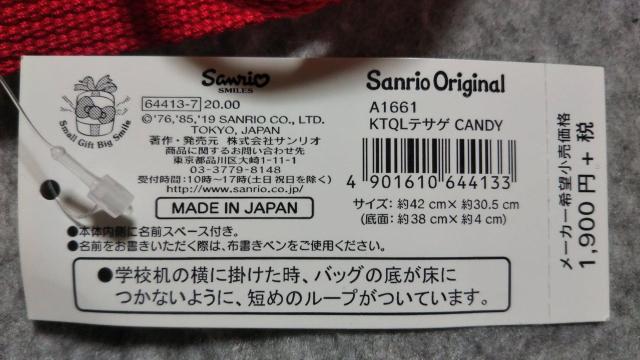 Small Gift Big Smile
Sanrio
SMILES
64413-7 20.00
©'76,'85,'19 SANRIO CO., LTD.
TOKYO, JAPAN
著作・発売元 株式会社サンリオ
商品に関するお問い合わせ
東京都品川区大崎1-11-1
03-3779-8148
受付時間:10時〜17時(土日祝日を除く)
http://www.sanrio.co.jp/
MADE IN JAPAN
Sanrio Original
A1661
KTQLテサゲ CANDY
4 901610 644133
サイズ:約42cm×約30.5cm
(底面:約38cm×約4cm)
●本体内側に名前スペース付き。
●名前をお書きいただく際は、布書きペンをご使用ください。
●学校机の横に掛けた時、バッグの底が床に
つかないように、短めのループがついています。
メーカー希望小売価格
1,900円+税